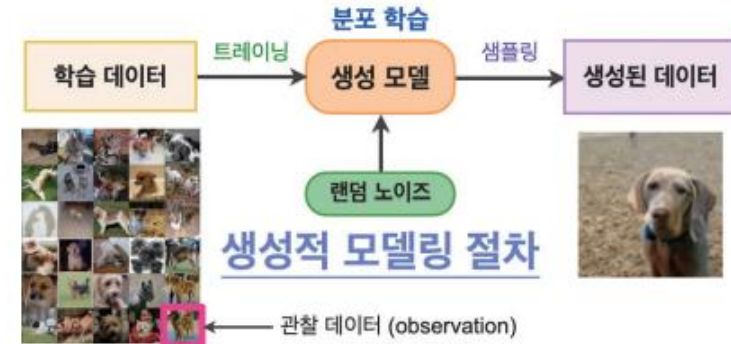 분포 학습
학습 데이터
트레이닝
생성 모델
샘플링
생성된 데이터
랜덤 노이즈
생성적 모델링 절차
관찰 데이터 (observation)